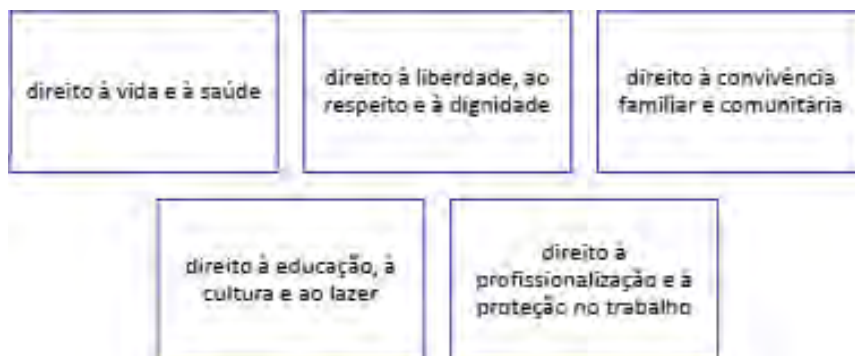 direito à vida e à saúde
direito à liberdade, ao
respeito e à dignidade
direito à convivência
familiar e comunitária
direito à educação, à
cultura e ao lazer
direito à
profissionalização e à
proteção no trabalho